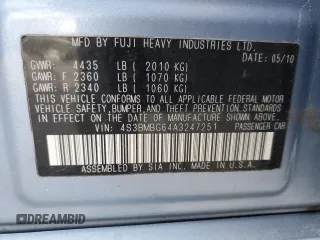 MFD BY FUJI HEAVY INDUSTRIES LTD.
GVWR: 4435 LB ( 2010 KG) DATE: 05/10
GAWR: F 2360 LB ( 1070 KG)
GAWR: R 2340 LB ( 1060 KG)
THIS VEHICLE CONFORMS TO ALL APPLICABLE
FEDERAL MOTOR VEHICLE
SAFETY, BUMPER, AND THEFT PREVENTION STANDARDS
IN EFFECT ON THE DATE OF MANUFACTURE SHOWN
ABOVE.
VIN: 4S3BMBC64A3247251 PASSENGER CAR
ASSEMBLED BY SIA INC. MADE IN U.S.A.
DREAMBID